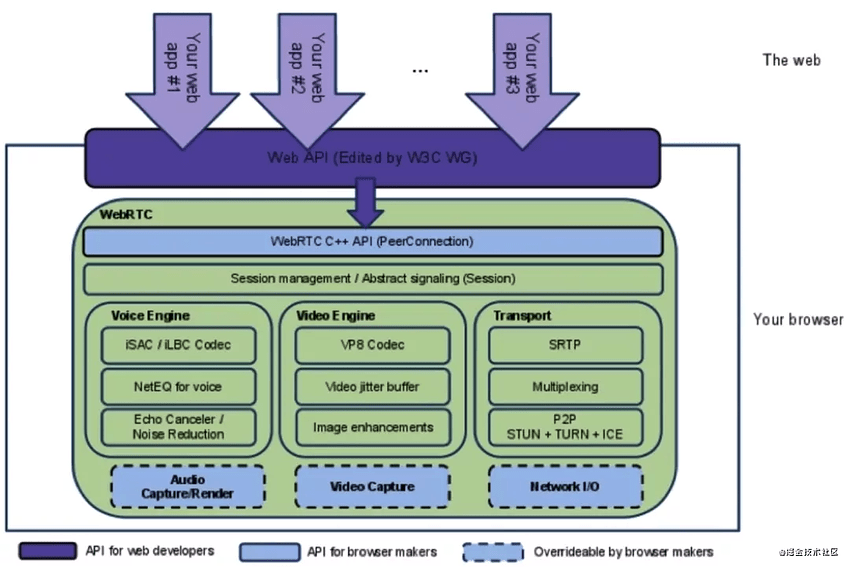 Your web
app #1
Your web
app #2
...
Your web
app #3
The web
Web API (Edited by W3C WG)
WebRTC
WebRTC C++ API (PeerConnection)
Session management / Abstract signaling (Session)
Voice Engine
iSAC / iLBC Codec
NetEQ for voice
Echo Canceler /
Noise Reduction
Video Engine
VP8 Codec
Video jitter buffer
Image enhancements
Transport
SRTP
Multiplexing
P2P
STUN + TURN + ICE
Your browser
Audio
Capture/Render
Video Capture
Network I/O
API for web developers
API for browser makers
Overrideable by browser makers
@掘金技术社区